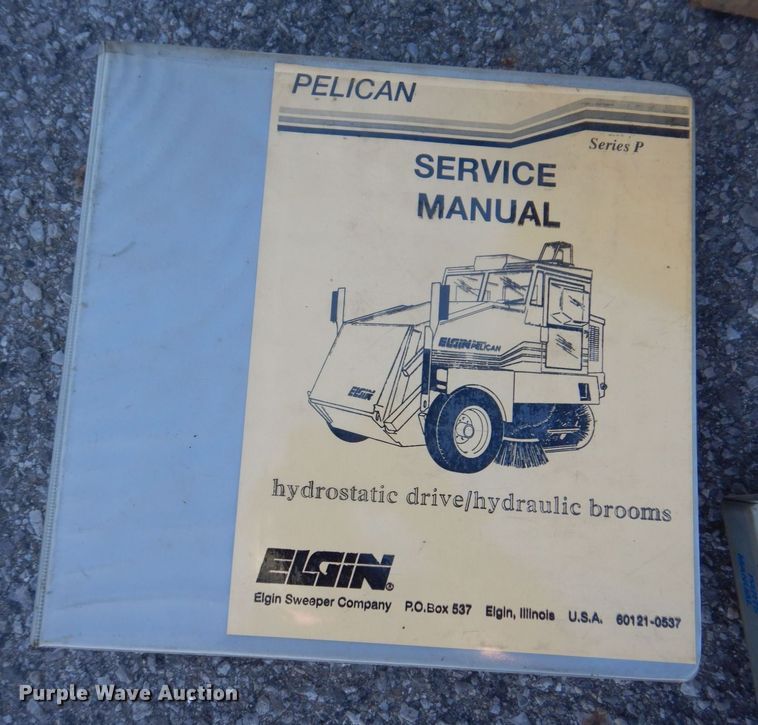 PELICAN
Series P
SERVICE
MANUAL
ELGIN PELICAN
ELGIN
hydrostatic drive/hydraulic brooms
ELGIN®
Elgin Sweeper Company P.O.Box 537 Elgin, Illinois U.S.A. 60121-0537
Purple Wave Auction